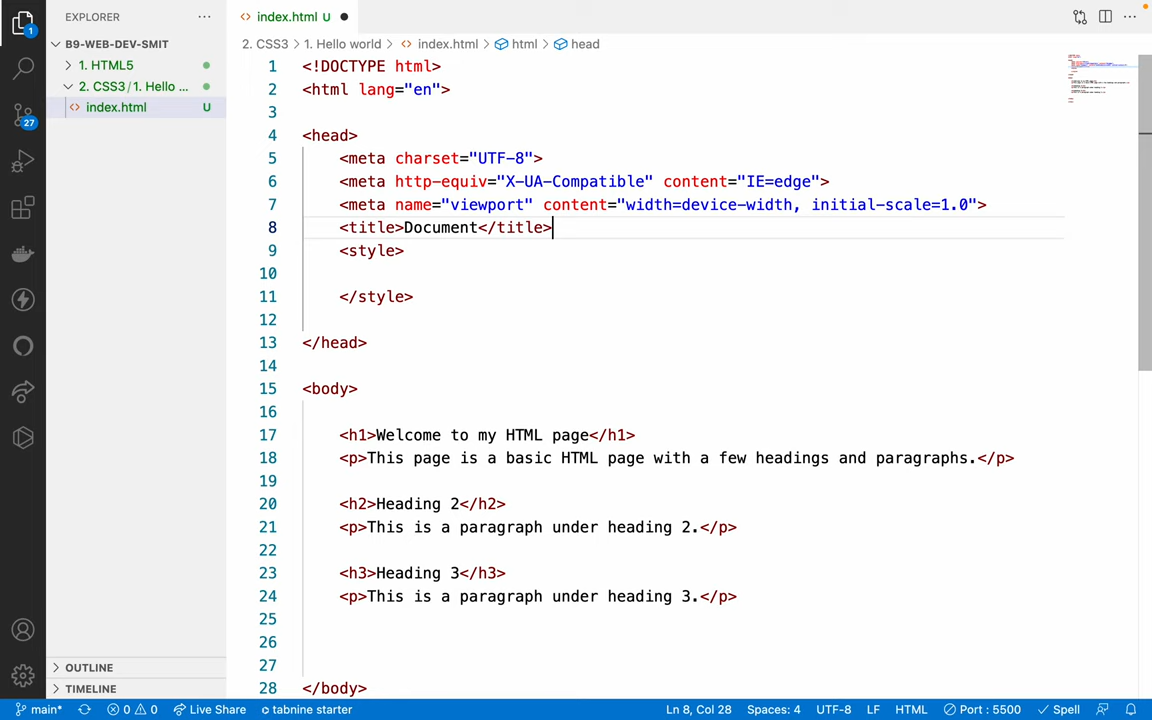 EXPLORER
index.html U
B9-WEB-DEV-SMIT
1. HTML5
2. CSS3/1. Hello ...
index.html U
OUTLINE
TIMELINE
1
27
2. CSS3 > 1. Hello world > index.html > html > head
1 <!DOCTYPE html>
2 <html lang="en">
3
4 <head>
5 <meta charset="UTF-8">
6 <meta http-equiv="X-UA-Compatible" content="IE=edge">
7 <meta name="viewport" content="width=device-width, initial-scale=1.0">
8 <title>Document</title>
9 <style>
10
11 </style>
12
13 </head>
14
15 <body>
16
17 <h1>Welcome to my HTML page</h1>
18 <p>This page is a basic HTML page with a few headings and paragraphs.</p>
19
20 <h2>Heading 2</h2>
21 <p>This is a paragraph under heading 2.</p>
22
23 <h3>Heading 3</h3>
24 <p>This is a paragraph under heading 3.</p>
25
26
27
28 </body>
main* 0 0 Live Share tabnine starter Ln 8, Col 28 Spaces: 4 UTF-8 LF HTML Port : 5500 Spell